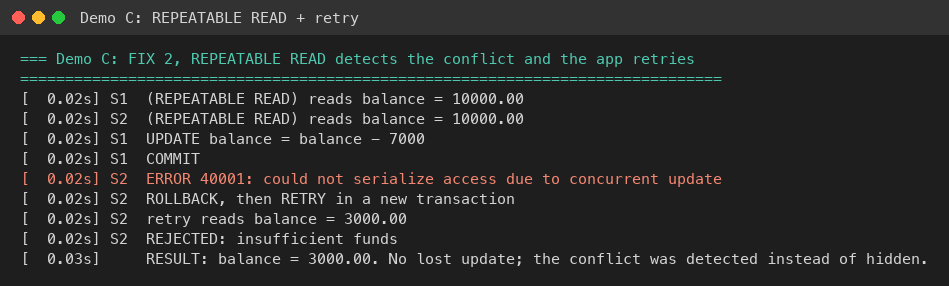 Demo C: REPEATABLE READ + retry
=== Demo C: FIX 2, REPEATABLE READ detects the conflict and the app retries
==============================================================================
[  0.02s] S1  (REPEATABLE READ) reads balance = 10000.00
[  0.02s] S2  (REPEATABLE READ) reads balance = 10000.00
[  0.02s] S1  UPDATE balance = balance − 7000
[  0.02s] S1  COMMIT
[  0.02s] S2  ERROR 40001: could not serialize access due to concurrent update
[  0.02s] S2  ROLLBACK, then RETRY in a new transaction
[  0.02s] S2  retry reads balance = 3000.00
[  0.02s] S2  REJECTED: insufficient funds
[  0.03s]     RESULT: balance = 3000.00. No lost update; the conflict was detected instead of hidden.